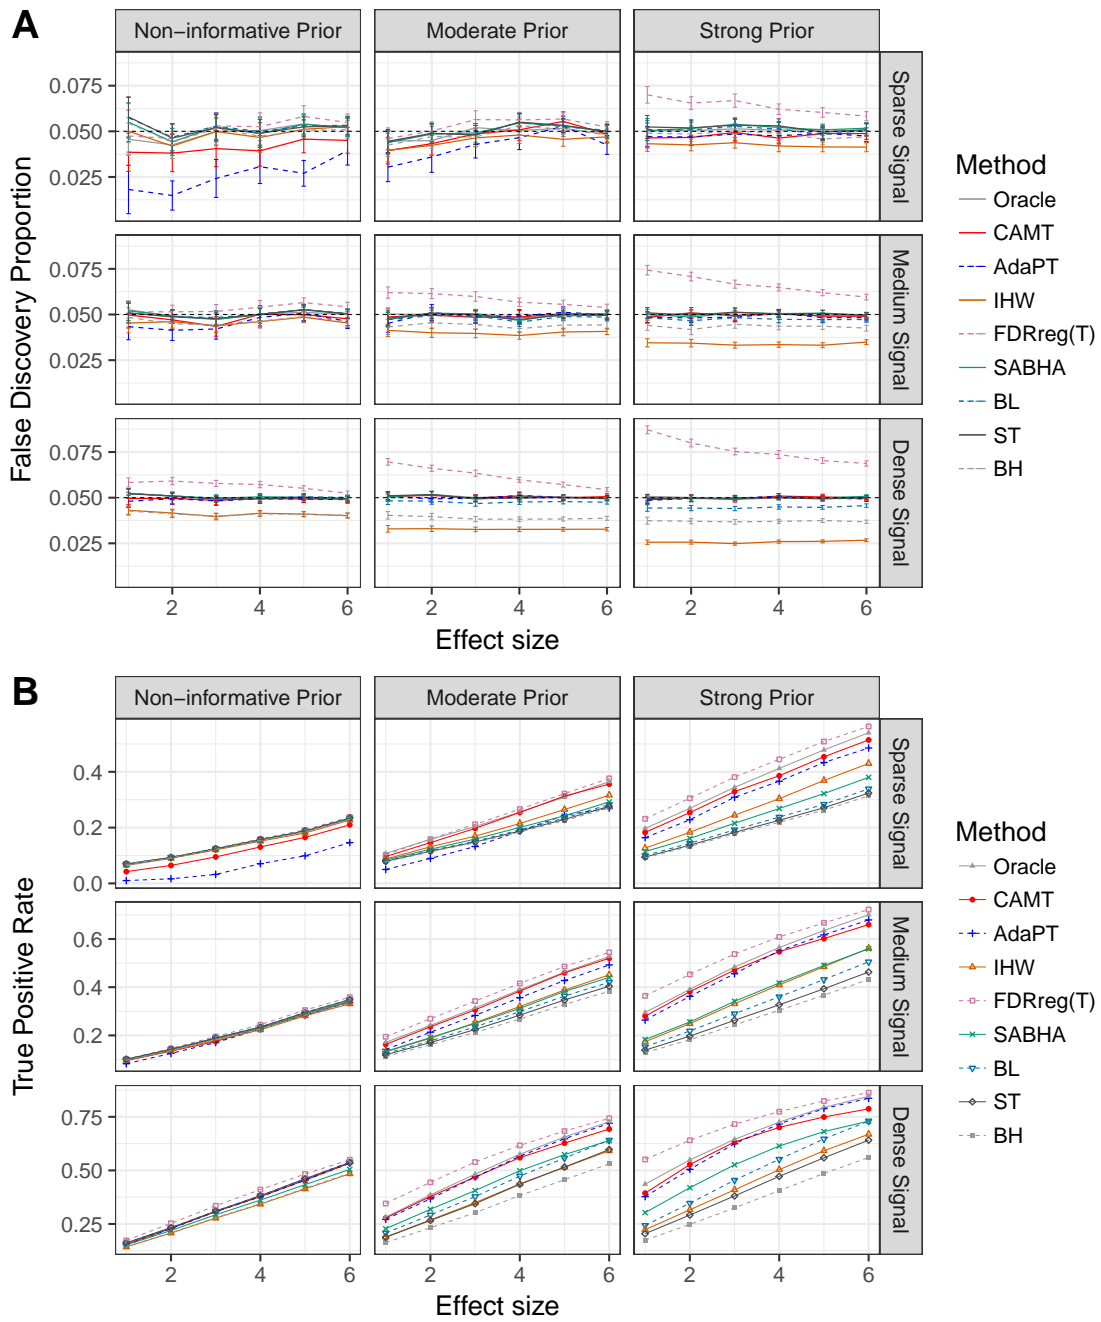 A
Non-informative Prior
Moderate Prior
Strong Prior
False Discovery Proportion
0.075
0.050
0.025
Sparse Signal
0.075
0.050
0.025
Medium Signal
0.075
0.050
0.025
Dense Signal
2
4
6
2
4
6
2
4
6
Effect size
Method
Oracle
CAMT
AdaPT
IHW
FDRreg(T)
SABHA
BL
ST
BH
B
Non-informative Prior
Moderate Prior
Strong Prior
True Positive Rate
0.4
0.2
0.0
Sparse Signal
0.6
0.4
0.2
Medium Signal
0.75
0.50
0.25
Dense Signal
2
4
6
2
4
6
2
4
6
Effect size
Method
Oracle
CAMT
AdaPT
IHW
FDRreg(T)
SABHA
BL
ST
BH